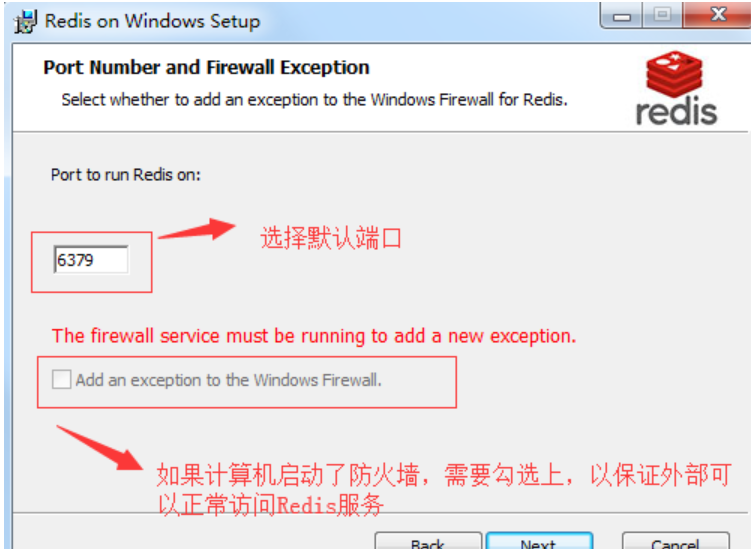 Redis on Windows Setup
Port Number and Firewall Exception
Select whether to add an exception to the Windows Firewall for Redis.
redis
Port to run Redis on:
选择默认端口
6379
The firewall service must be running to add a new exception.
Add an exception to the Windows Firewall.
如果计算机启动了防火墙，需要勾选上，以保证外部可
以正常访问Redis服务
Back Next Cancel